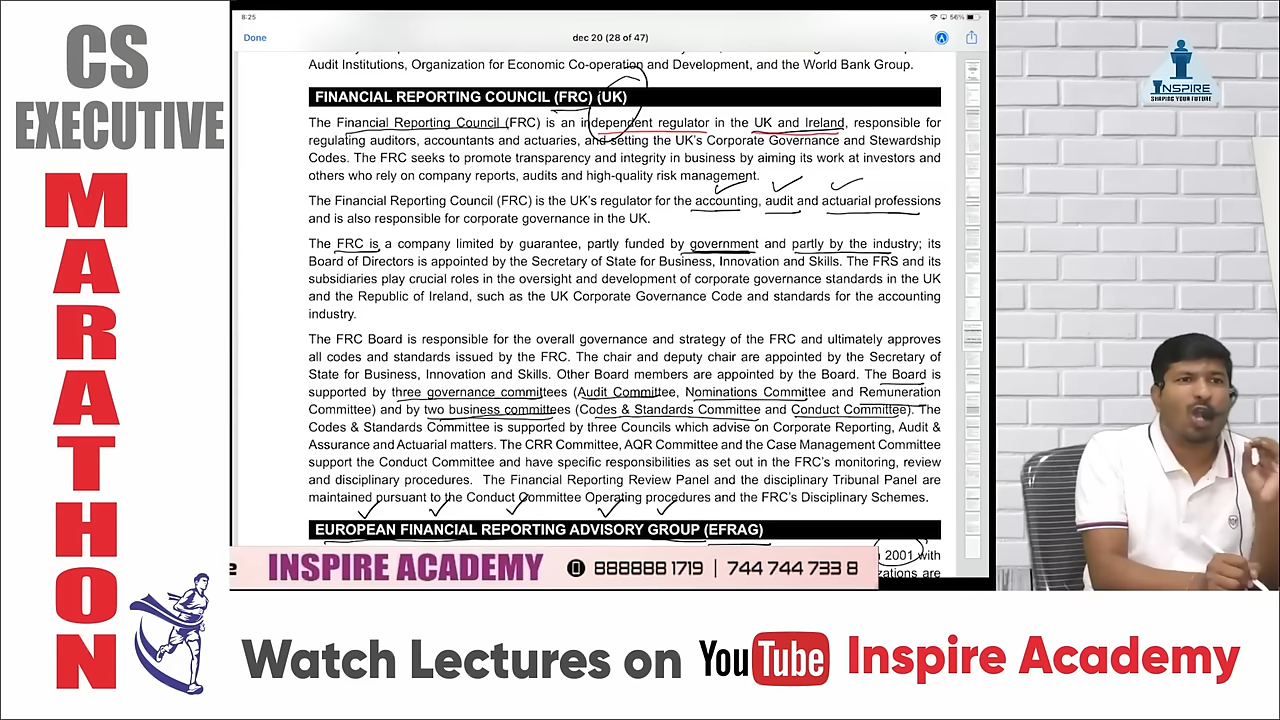 CS
EXECUTIVE
MARATHON
8:25
56%
Done
dec 20 (28 of 47)
Audit Institutions, Organization for Economic Co-operation and Development, and the World Bank Group.
FINANCIAL REPORTING COUNCIL (FRC) (UK)
The Financial Reporting Council (FRC) is an independent regulator in the UK and Ireland, responsible for
regulating auditors, accountants and actuaries, and setting the UK's Corporate Governance and Stewardship
Codes. The FRC seeks to promote transparency and integrity in business by aiming its work at investors and
others who rely on company reports, audits and high-quality risk management.
The Financial Reporting Council (FRC) is the UK's regulator for the accounting, audit and actuarial professions
and is also responsible for corporate governance in the UK.
The FRC is a company limited by guarantee, partly funded by government and partly by the industry; its
Board of Directors is appointed by the Secretary of State for Business, Innovation and Skills. The FRS and its
subsidiaries play crucial roles in the oversight and development of corporate governance standards in the UK
and the Republic of Ireland, such as the UK Corporate Governance Code and standards for the accounting
industry.
The FRC Board is responsible for the overall governance and strategy of the FRC and ultimately approves
all codes and standards issued by the FRC. The chair and deputy chair are appointed by the Secretary of
State for Business, Innovation and Skills. Other Board members are appointed by the Board. The Board is
supported by three governance committees (Audit Committee, Nominations Committee and Remuneration
Committee) and by two business committees (Codes & Standards Committee and Conduct Committee). The
Codes & Standards Committee is supported by three Councils which advise on Corporate Reporting, Audit &
Assurance and Actuarial matters. The CRR Committee, AQR Committee and the Case Management Committee
support the Conduct Committee and have specific responsibilities as set out in the FRC's monitoring, review
and disciplinary procedures. The Financial Reporting Review Panel and the disciplinary Tribunal Panel are
maintained pursuant to the Conduct Committee Operating procedures and the FRC's Disciplinary Schemes.
EUROPEAN FINANCIAL REPORTING ADVISORY GROUP (EFRAG)
2001 with
INSPIRE ACADEMY 888888 1719 | 744 744 733 8
INSPIRE
SHAPING YOUR FUTURE
Watch Lectures on YouTube Inspire Academy